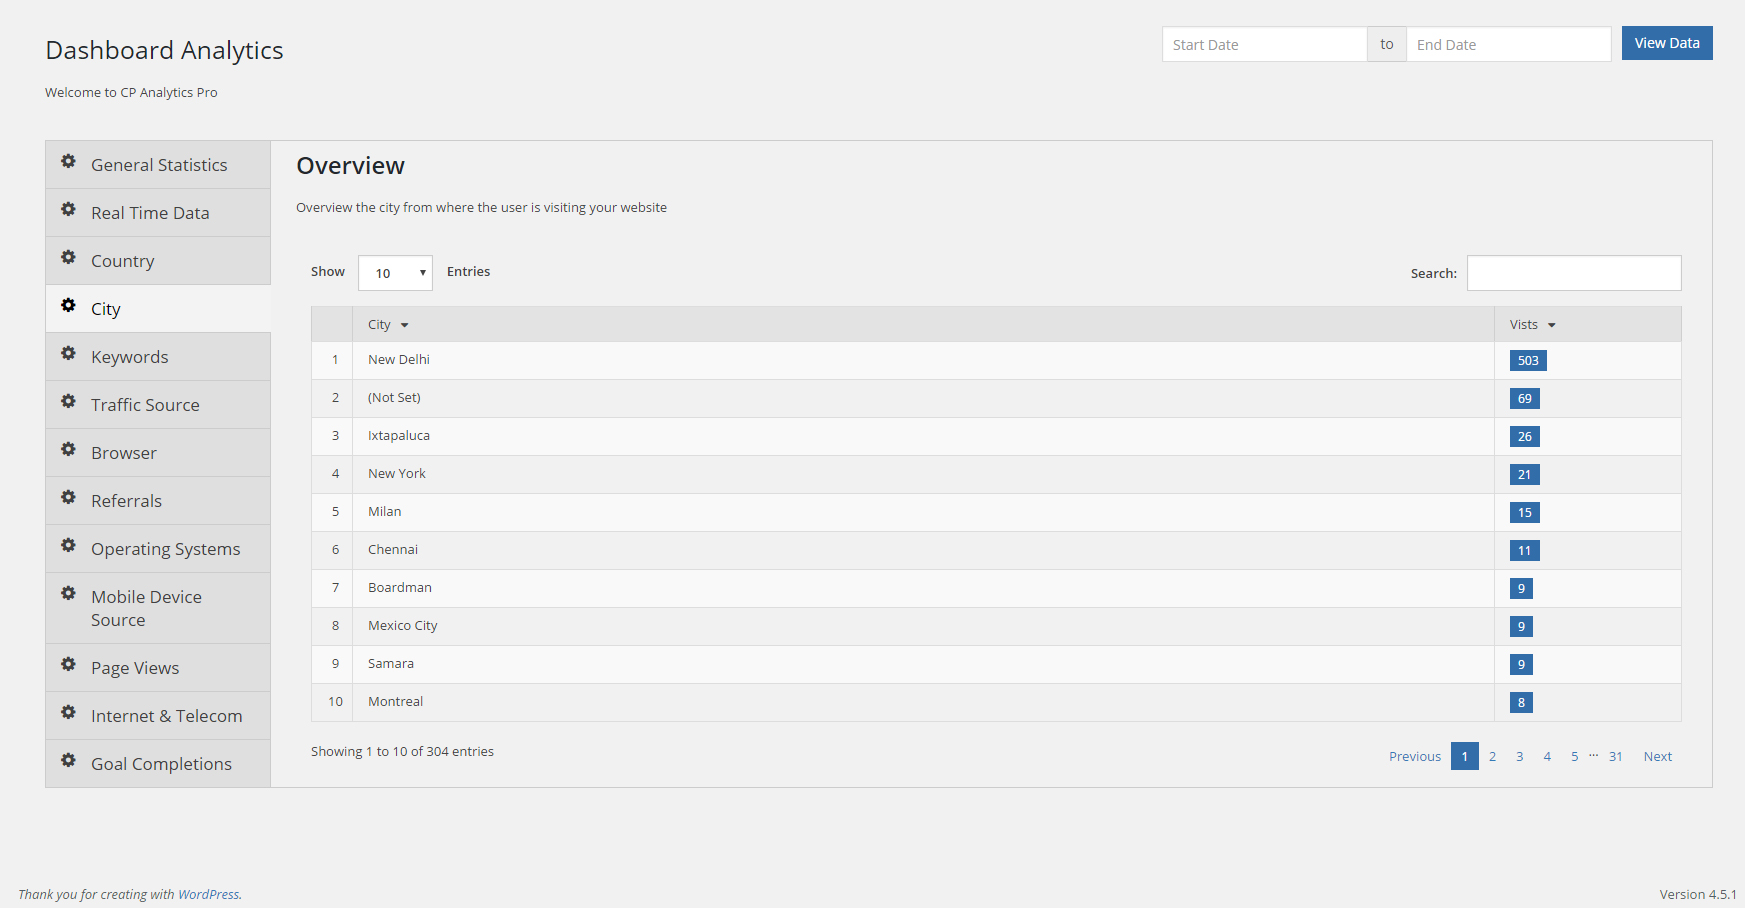 Dashboard Analytics
Start Date to End Date View Data
Welcome to CP Analytics Pro
General Statistics
Real Time Data
Country
City
Keywords
Traffic Source
Browser
Referrals
Operating Systems
Mobile Device
Source
Page Views
Internet & Telecom
Goal Completions
Overview
Overview the city from where the user is visiting your website
Show 10 Entries Search:
City Vists
1 New Delhi 503
2 (Not Set) 69
3 Ixtapaluca 26
4 New York 21
5 Milan 15
6 Chennai 11
7 Boardman 9
8 Mexico City 9
9 Samara 9
10 Montreal 8
Showing 1 to 10 of 304 entries
Previous 1 2 3 4 5 ... 31 Next
Thank you for creating with WordPress.
Version 4.5.1